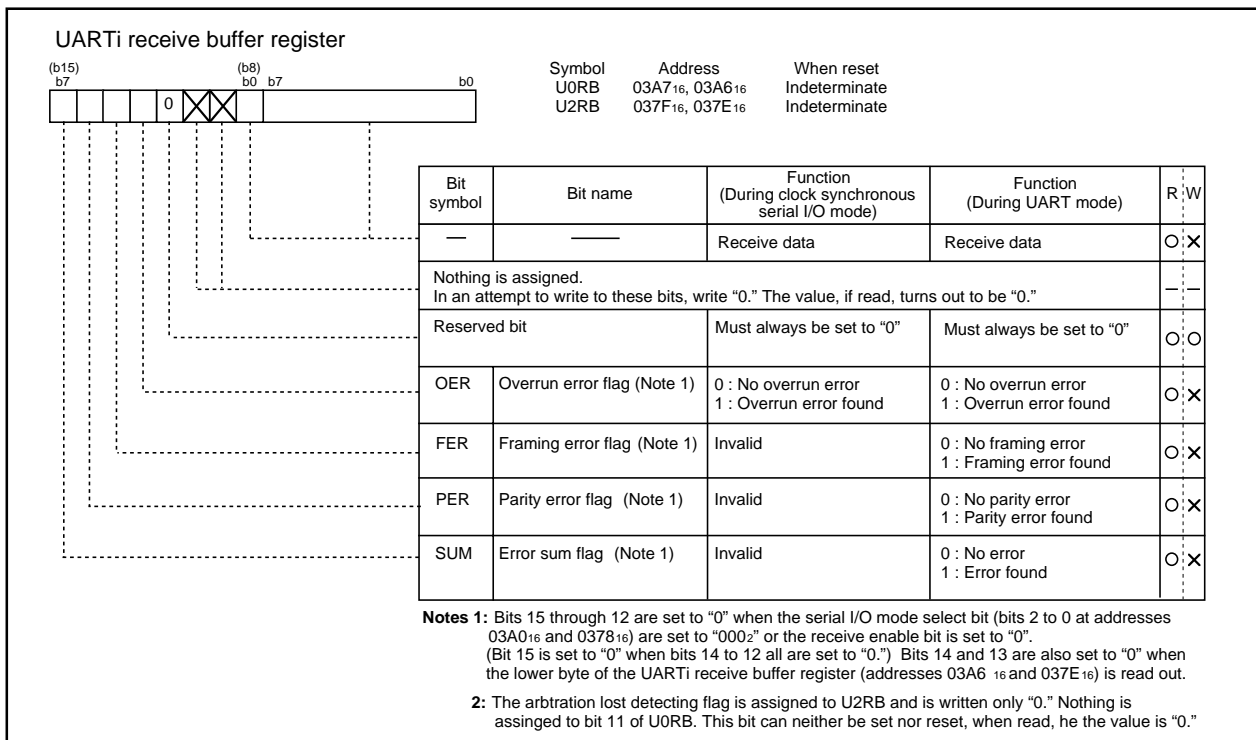 UARTi receive buffer register
(b15) (b8)
b7 b0 b7 b0
0
Symbol Address When reset
U0RB 03A7₁₆, 03A6₁₆ Indeterminate
U2RB 037F₁₆, 037E₁₆ Indeterminate
Bit symbol Bit name Function (During clock synchronous serial I/O mode) Function (During UART mode) R W
— —— Receive data Receive data O X
Nothing is assigned.
In an attempt to write to these bits, write “0.” The value, if read, turns out to be “0.” – –
Reserved bit Must always be set to “0” Must always be set to “0” O O
OER Overrun error flag (Note 1) 0 : No overrun error 0 : No overrun error O X
1 : Overrun error found 1 : Overrun error found
FER Framing error flag (Note 1) Invalid 0 : No framing error O X
1 : Framing error found
PER Parity error flag (Note 1) Invalid 0 : No parity error O X
1 : Parity error found
SUM Error sum flag (Note 1) Invalid 0 : No error O X
1 : Error found
Notes 1: Bits 15 through 12 are set to “0” when the serial I/O mode select bit (bits 2 to 0 at addresses
03A0₁₆ and 0378₁₆) are set to “000₂” or the receive enable bit is set to “0”.
(Bit 15 is set to “0” when bits 14 to 12 all are set to “0.”) Bits 14 and 13 are also set to “0” when
the lower byte of the UARTi receive buffer register (addresses 03A6 ₁₆ and 037E₁₆) is read out.
2: The arbtration lost detecting flag is assigned to U2RB and is written only “0.” Nothing is
assinged to bit 11 of U0RB. This bit can neither be set nor reset, when read, he the value is “0.”